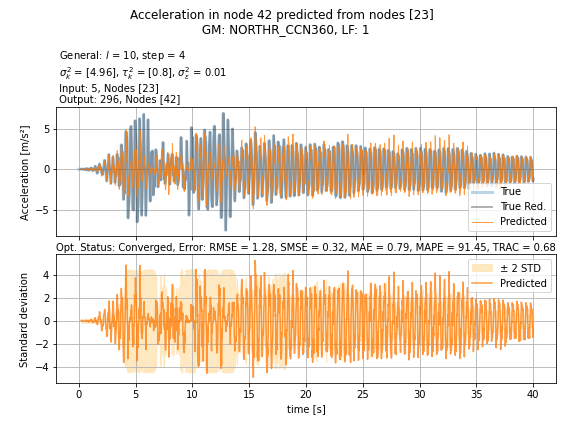 Acceleration in node 42 predicted from nodes [23]
GM: NORTHR_CCN360, LF: 1
General: l = 10, step = 4
σ²ₖ = [4.96], τ²ₖ = [0.8], σ²ε = 0.01
Input: 5, Nodes [23]
Output: 296, Nodes [42]
Acceleration [m/s²]
5
0
−5
True
True Red.
Predicted
Opt. Status: Converged, Error: RMSE = 1.28, SMSE = 0.32, MAE = 0.79, MAPE = 91.45, TRAC = 0.68
Standard deviation
4
2
0
−2
−4
± 2 STD
Predicted
0 5 10 15 20 25 30 35 40
time [s]